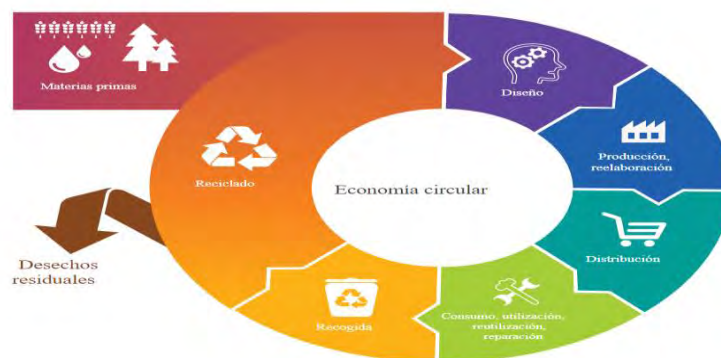 Materias primas
Diseño
Producción,
reelaboración
Distribución
Consumo, utilización,
reutilización,
reparación
Recogida
Reciclado
Desechos
residuales
Economía circular